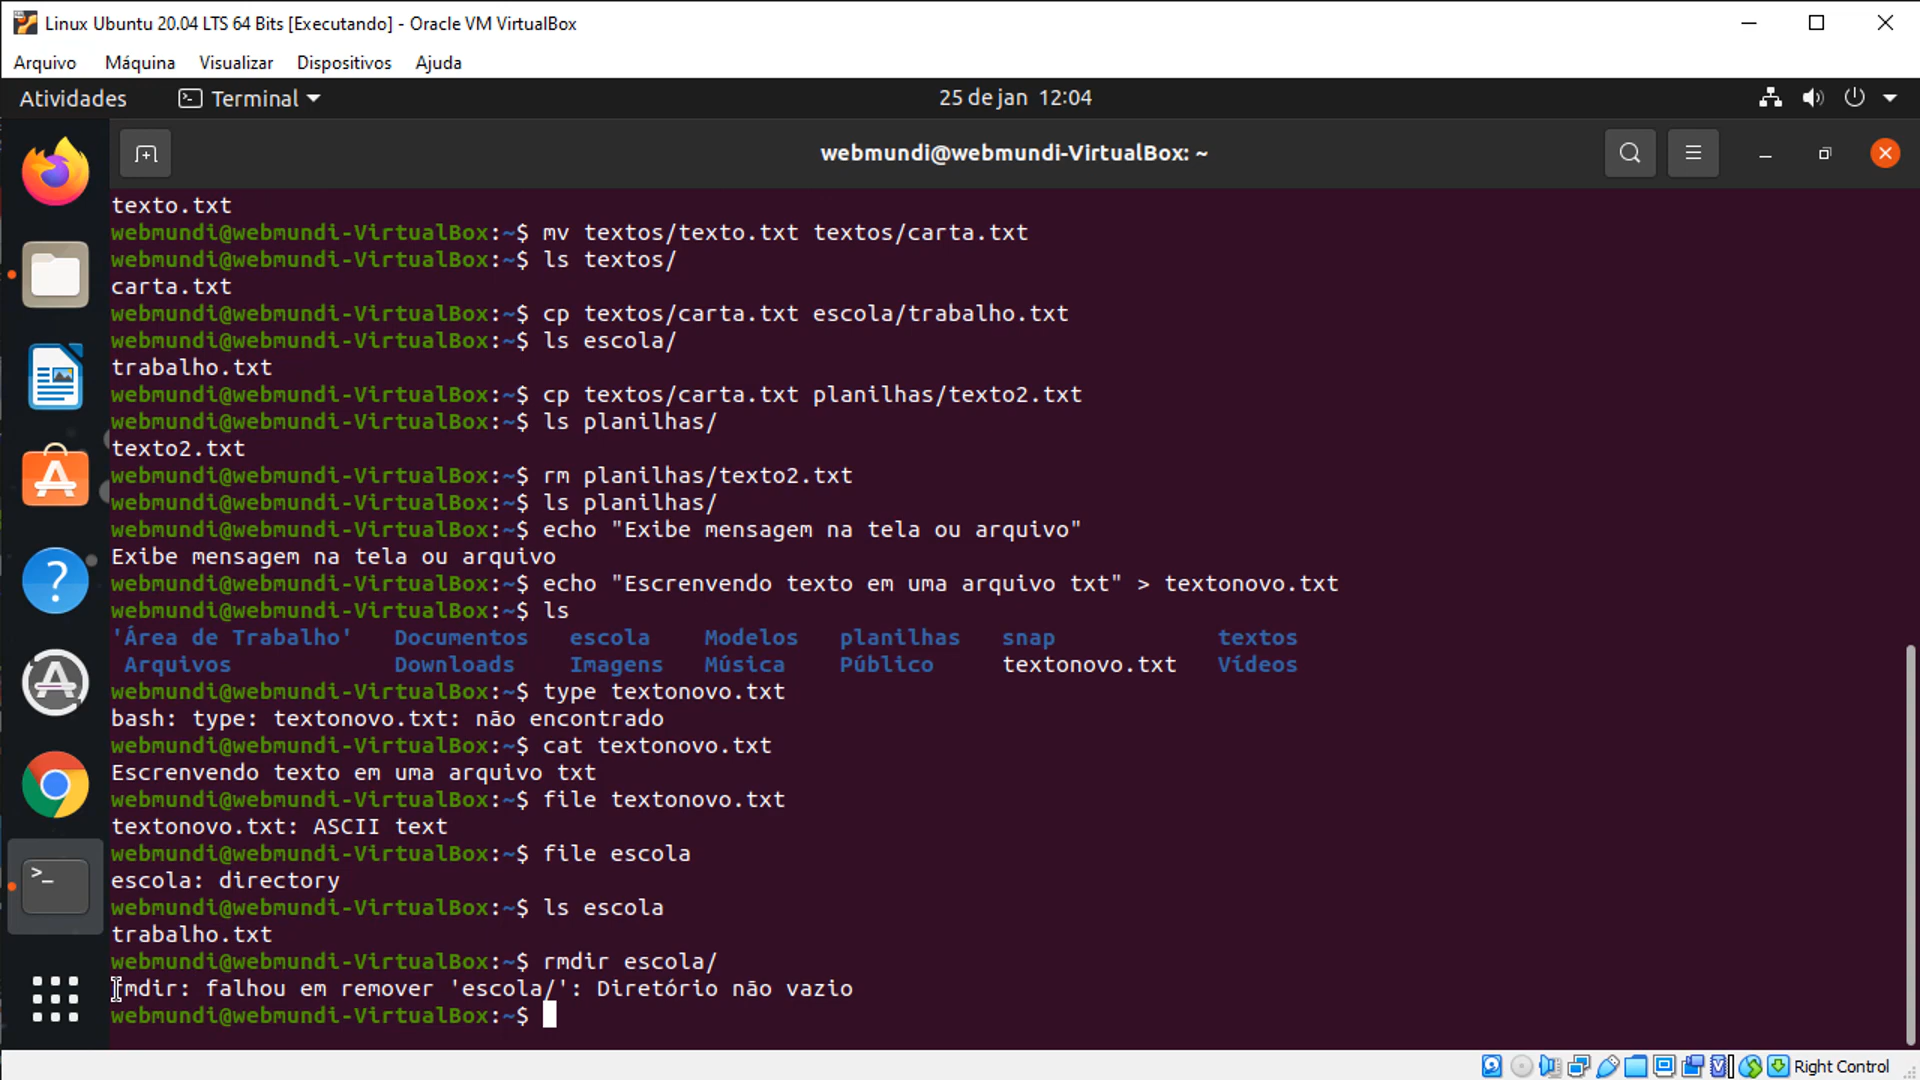 Linux Ubuntu 20.04 LTS 64 Bits [Executando] - Oracle VM VirtualBox
Arquivo Máquina Visualizar Dispositivos Ajuda
Atividades Terminal 25 de jan 12:04
webmundi@webmundi-VirtualBox: ~
texto.txt
webmundi@webmundi-VirtualBox:~$ mv textos/texto.txt textos/carta.txt
webmundi@webmundi-VirtualBox:~$ ls textos/
carta.txt
webmundi@webmundi-VirtualBox:~$ cp textos/carta.txt escola/trabalho.txt
webmundi@webmundi-VirtualBox:~$ ls escola/
trabalho.txt
webmundi@webmundi-VirtualBox:~$ cp textos/carta.txt planilhas/texto2.txt
webmundi@webmundi-VirtualBox:~$ ls planilhas/
texto2.txt
webmundi@webmundi-VirtualBox:~$ rm planilhas/texto2.txt
webmundi@webmundi-VirtualBox:~$ ls planilhas/
webmundi@webmundi-VirtualBox:~$ echo "Exibe mensagem na tela ou arquivo"
Exibe mensagem na tela ou arquivo
webmundi@webmundi-VirtualBox:~$ echo "Escrenvendo texto em uma arquivo txt" > textonovo.txt
webmundi@webmundi-VirtualBox:~$ ls
'Área de Trabalho' Documentos escola Modelos planilhas snap textos
Arquivos Downloads Imagens Música Público textonovo.txt Vídeos
webmundi@webmundi-VirtualBox:~$ type textonovo.txt
bash: type: textonovo.txt: não encontrado
webmundi@webmundi-VirtualBox:~$ cat textonovo.txt
Escrenvendo texto em uma arquivo txt
webmundi@webmundi-VirtualBox:~$ file textonovo.txt
textonovo.txt: ASCII text
webmundi@webmundi-VirtualBox:~$ file escola
escola: directory
webmundi@webmundi-VirtualBox:~$ ls escola
trabalho.txt
webmundi@webmundi-VirtualBox:~$ rmdir escola/
rmdir: falhou em remover 'escola/': Diretório não vazio
webmundi@webmundi-VirtualBox:~$
Right Control